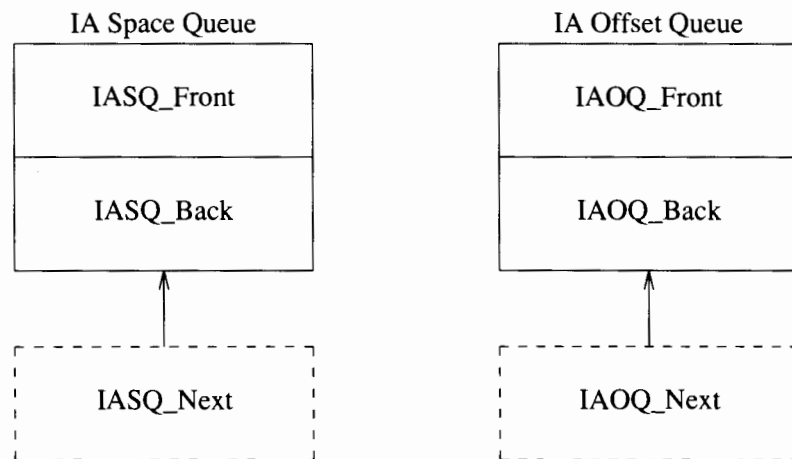 IA Space Queue
IASQ_Front
IASQ_Back
IASQ_Next
IA Offset Queue
IAOQ_Front
IAOQ_Back
IAOQ_Next